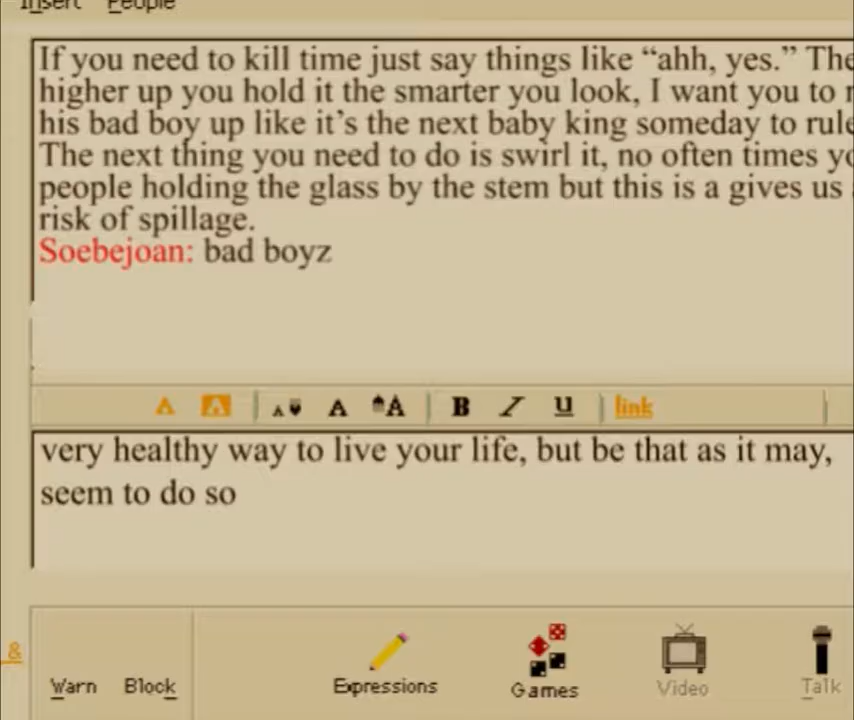 Insert People
If you need to kill time just say things like “ahh, yes.” The
higher up you hold it the smarter you look, I want you to
his bad boy up like it’s the next baby king someday to rule
The next thing you need to do is swirl it, no often times
people holding the glass by the stem but this is a gives us
risk of spillage.
Soebejoan: bad boyz
A A A A A B I U link
very healthy way to live your life, but be that as it may,
seem to do so
&
Warn Block Expressions Games Video Talk